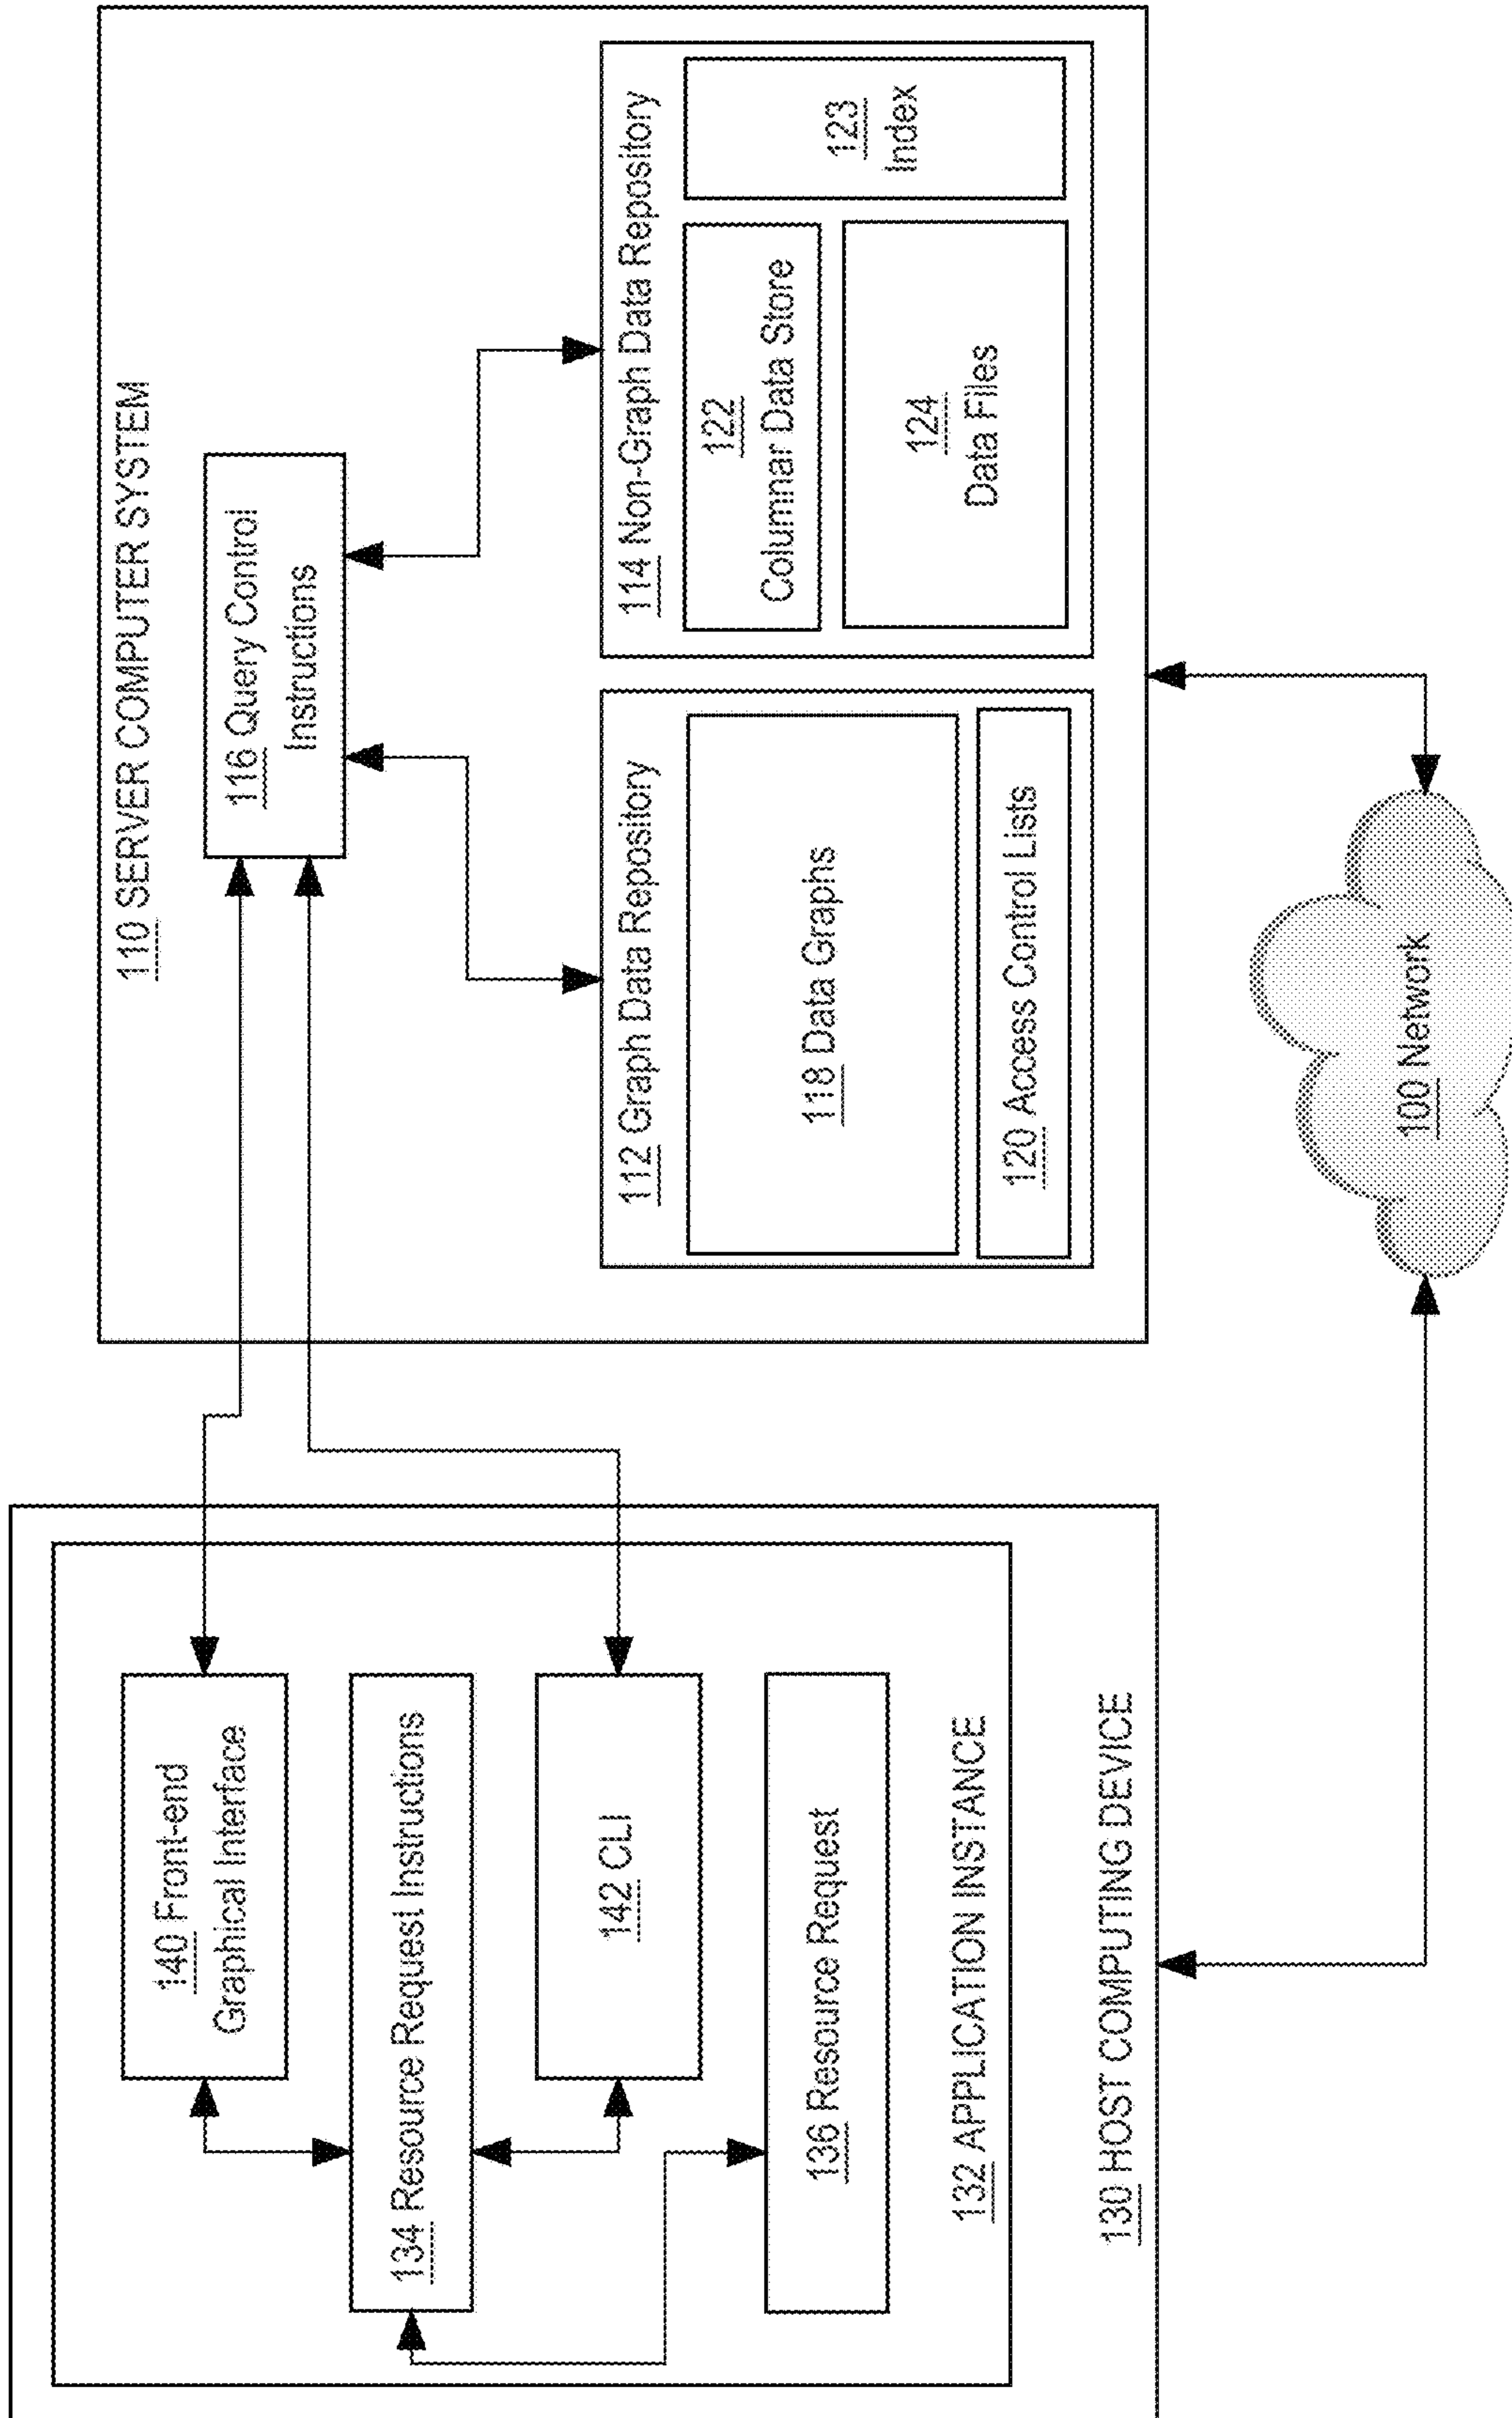 110 SERVER COMPUTER SYSTEM
116 Query Control
Instructions
112 Graph Data Repository
118 Data Graphs
120 Access Control Lists
114 Non-Graph Data Repository
122
Columnar Data Store
124
Data Files
123
Index
140 Front-end
Graphical Interface
134 Resource Request Instructions
142 CLI
136 Resource Request
132 APPLICATION INSTANCE
130 HOST COMPUTING DEVICE
100 Network